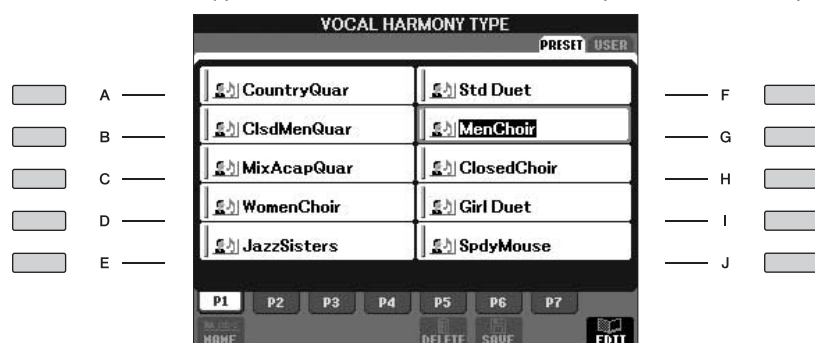 VOCAL HARMONY TYPE
PRESET USER
A CountryQuar Std Duet F
B ClsdMenQuar MenChoir G
C MixAcapQuar ClosedChoir H
D WomenChoir Girl Duet I
E JazzSisters SpdyMouse J
P1 P2 P3 P4 P5 P6 P7
NAME DELETE SAVE EDIT